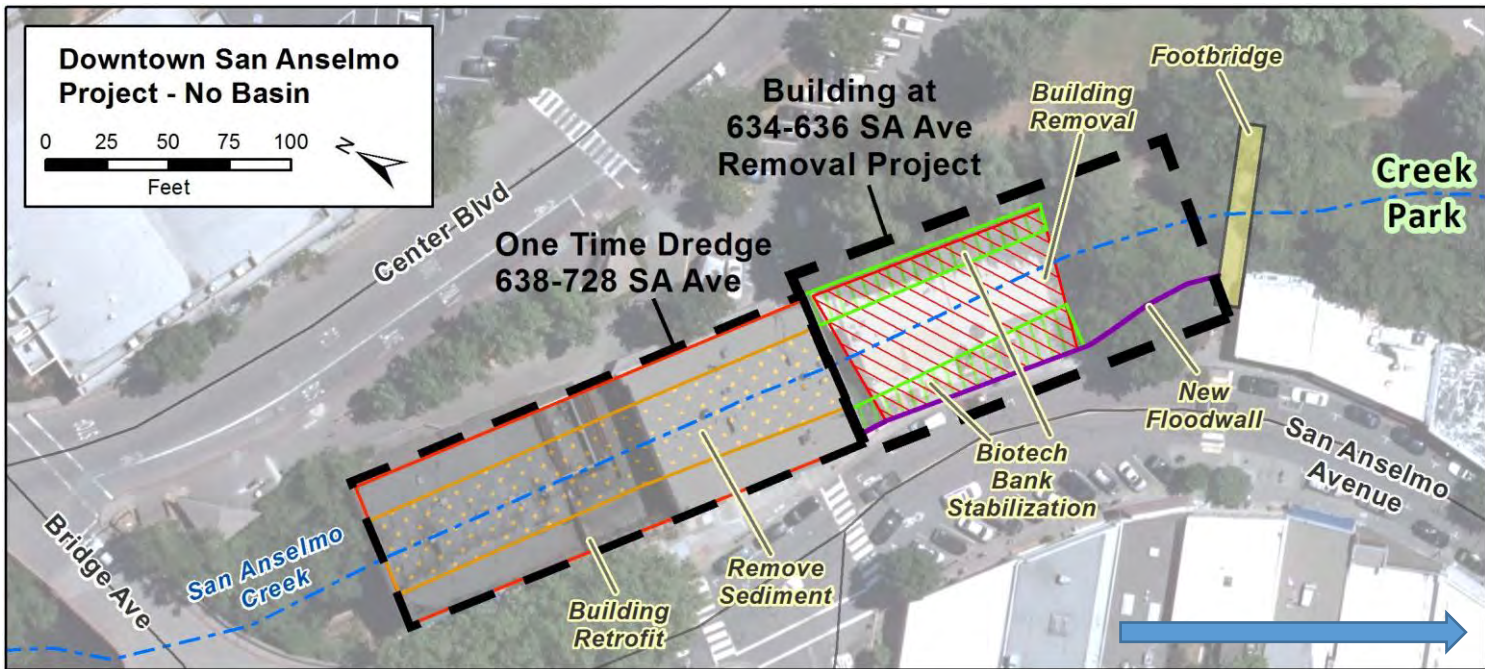 Downtown San Anselmo
Project - No Basin
0 25 50 75 100
Feet
N
Center Blvd
Bridge Ave
San Anselmo
Creek
One Time Dredge
638-728 SA Ave
Building at
634-636 SA Ave
Removal Project
Building
Removal
Footbridge
Creek
Park
Building
Retrofit
Remove
Sediment
Biotech
Bank
Stabilization
New
Floodwall
San Anselmo
Avenue